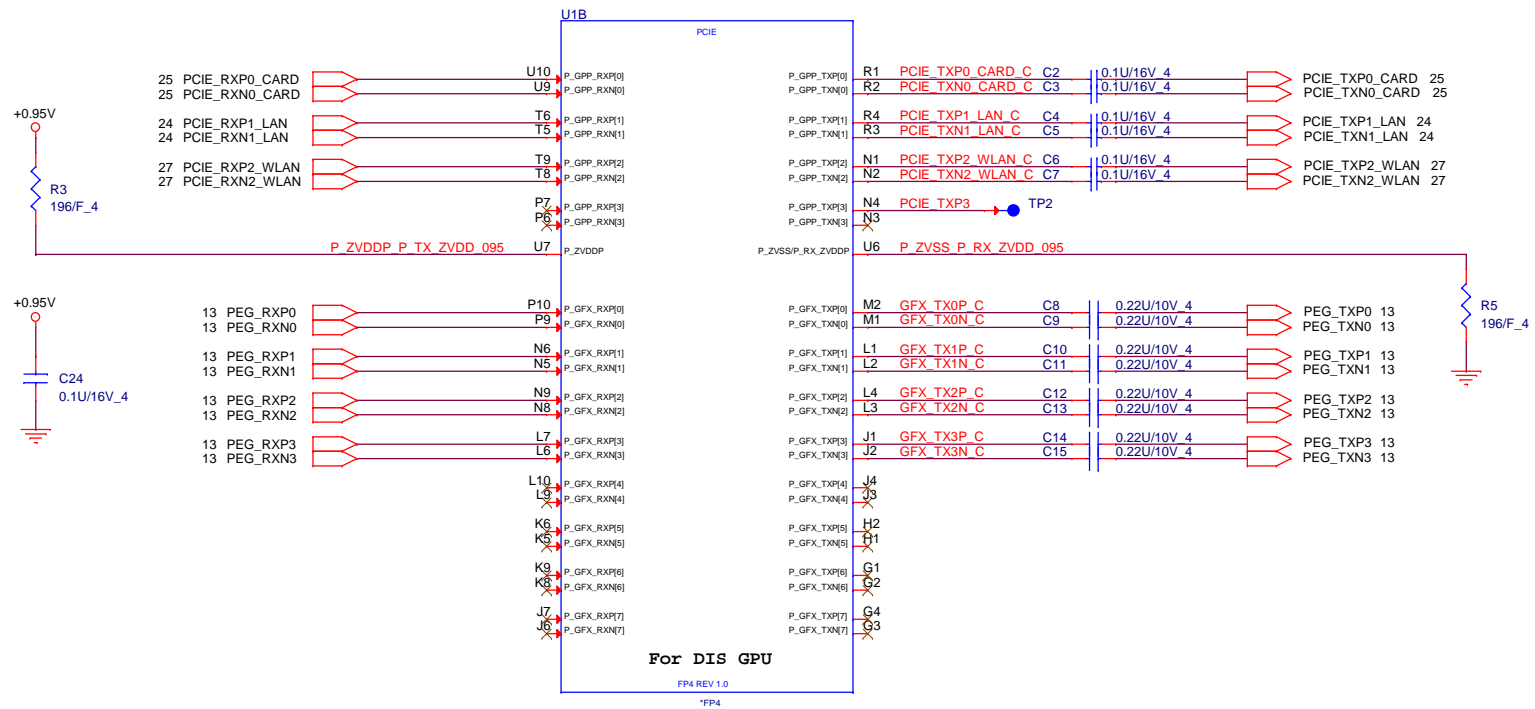 U1B
PCIE
25 PCIE_RXP0_CARD U10 P_GPP_RXP[0] P_GPP_TXP[0] R1 PCIE_TXP0_CARD_C C2 0.1U/16V_4 PCIE_TXP0_CARD 25
25 PCIE_RXN0_CARD U9 P_GPP_RXN[0] P_GPP_TXN[0] R2 PCIE_TXN0_CARD_C C3 0.1U/16V_4 PCIE_TXN0_CARD 25
+0.95V
24 PCIE_RXP1_LAN T6 P_GPP_RXP[1] P_GPP_TXP[1] R4 PCIE_TXP1_LAN_C C4 0.1U/16V_4 PCIE_TXP1_LAN 24
24 PCIE_RXN1_LAN T5 P_GPP_RXN[1] P_GPP_TXN[1] R3 PCIE_TXN1_LAN_C C5 0.1U/16V_4 PCIE_TXN1_LAN 24
27 PCIE_RXP2_WLAN T9 P_GPP_RXP[2] P_GPP_TXP[2] N1 PCIE_TXP2_WLAN_C C6 0.1U/16V_4 PCIE_TXP2_WLAN 27
27 PCIE_RXN2_WLAN T8 P_GPP_RXN[2] P_GPP_TXN[2] N2 PCIE_TXN2_WLAN_C C7 0.1U/16V_4 PCIE_TXN2_WLAN 27
R3
196/F_4
P7 P_GPP_RXP[3] P_GPP_TXP[3] N4 PCIE_TXP3 TP2
P6 P_GPP_RXN[3] P_GPP_TXN[3] N3
P_ZVDDP_P_TX_ZVDD_095 U7 P_ZVDDP P_ZVSS/P_RX_ZVDDP U6 P_ZVSS_P_RX_ZVDD_095
+0.95V
13 PEG_RXP0 P10 P_GFX_RXP[0] P_GFX_TXP[0] M2 GFX_TX0P_C C8 0.22U/10V_4 PEG_TXP0 13
13 PEG_RXN0 P9 P_GFX_RXN[0] P_GFX_TXN[0] M1 GFX_TX0N_C C9 0.22U/10V_4 PEG_TXN0 13
R5
196/F_4
13 PEG_RXP1 N6 P_GFX_RXP[1] P_GFX_TXP[1] L1 GFX_TX1P_C C10 0.22U/10V_4 PEG_TXP1 13
13 PEG_RXN1 N5 P_GFX_RXN[1] P_GFX_TXN[1] L2 GFX_TX1N_C C11 0.22U/10V_4 PEG_TXN1 13
C24
0.1U/16V_4
13 PEG_RXP2 N9 P_GFX_RXP[2] P_GFX_TXP[2] L4 GFX_TX2P_C C12 0.22U/10V_4 PEG_TXP2 13
13 PEG_RXN2 N8 P_GFX_RXN[2] P_GFX_TXN[2] L3 GFX_TX2N_C C13 0.22U/10V_4 PEG_TXN2 13
13 PEG_RXP3 L7 P_GFX_RXP[3] P_GFX_TXP[3] J1 GFX_TX3P_C C14 0.22U/10V_4 PEG_TXP3 13
13 PEG_RXN3 L6 P_GFX_RXN[3] P_GFX_TXN[3] J2 GFX_TX3N_C C15 0.22U/10V_4 PEG_TXN3 13
L10 P_GFX_RXP[4] P_GFX_TXP[4] J4
L9 P_GFX_RXN[4] P_GFX_TXN[4] J3
K6 P_GFX_RXP[5] P_GFX_TXP[5] H2
K5 P_GFX_RXN[5] P_GFX_TXN[5] H1
K9 P_GFX_RXP[6] P_GFX_TXP[6] G1
K8 P_GFX_RXN[6] P_GFX_TXN[6] G2
J7 P_GFX_RXP[7] P_GFX_TXP[7] G4
J6 P_GFX_RXN[7] P_GFX_TXN[7] G3
For DIS GPU
FP4 REV 1.0
*FP4